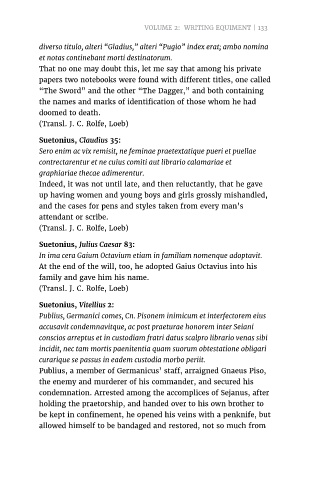 VOLUME 2: WRITING EQUIMENT | 133
diverso titulo, alteri "Gladius," alteri "Pugio" index erat; ambo nomina
et notas continebant morti destinatorum.
That no one may doubt this, let me say that among his private
papers two notebooks were found with different titles, one called
"The Sword" and the other "The Dagger," and both containing
the names and marks of identification of those whom he had
doomed to death.
(Transl. J. C. Rolfe, Loeb)
Suetonius, Claudius 35:
Sero enim ac vix remisit, ne feminae praetextatique pueri et puellae
contrectarentur et ne cuius comiti aut librario calamariae et
graphiariae thecae adimerentur.
Indeed, it was not until late, and then reluctantly, that he gave
up having women and young boys and girls grossly mishandled,
and the cases for pens and styles taken from every man's
attendant or scribe.
(Transl. J. C. Rolfe, Loeb)
Suetonius, Julius Caesar 83:
In ima cera Gaium Octavium etiam in familiam nomenque adoptavit.
At the end of the will, too, he adopted Gaius Octavius into his
family and gave him his name.
(Transl. J. C. Rolfe, Loeb)
Suetonius, Vitellius 2:
Publius, Germanici comes, Cn. Pisonem inimicum et interfectorem eius
accusavit condemnavitque, ac post praeturae honorem inter Seiani
conscios arreptus et in custodiam fratri datus scalpro librario venas sibi
incidit, nec tam mortis paenitentia quam suorum obtestatione obligari
curarique se passus in eadem custodia morbo periit.
Publius, a member of Germanicus' staff, arraigned Gnaeus Piso,
the enemy and murderer of his commander, and secured his
condemnation. Arrested among the accomplices of Sejanus, after
holding the praetorship, and handed over to his own brother to
be kept in confinement, he opened his veins with a penknife, but
allowed himself to be bandaged and restored, not so much from